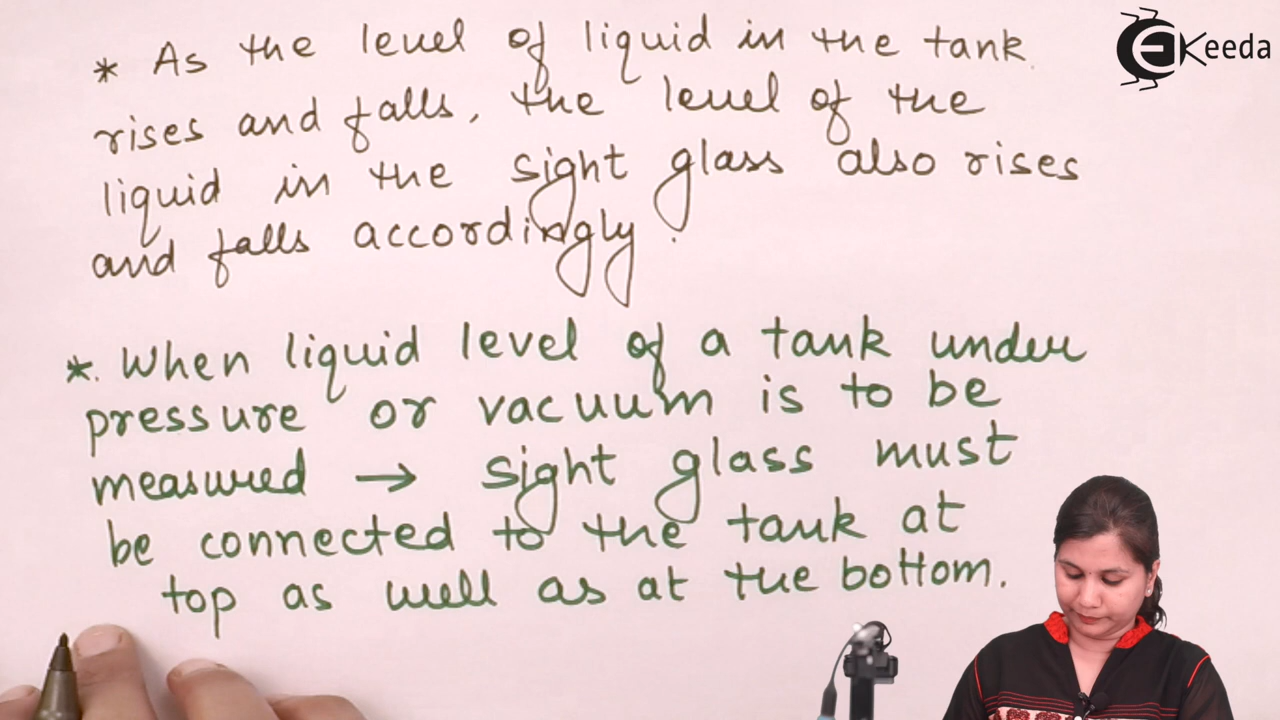 * As the level of liquid in the tank
rises and falls, the level of the
liquid in the sight glass also rises
and falls accordingly.
*. When liquid level of a tank under
pressure or vacuum is to be
measured → sight glass must
be connected to the tank at
top as well as at the bottom.
EKeeda